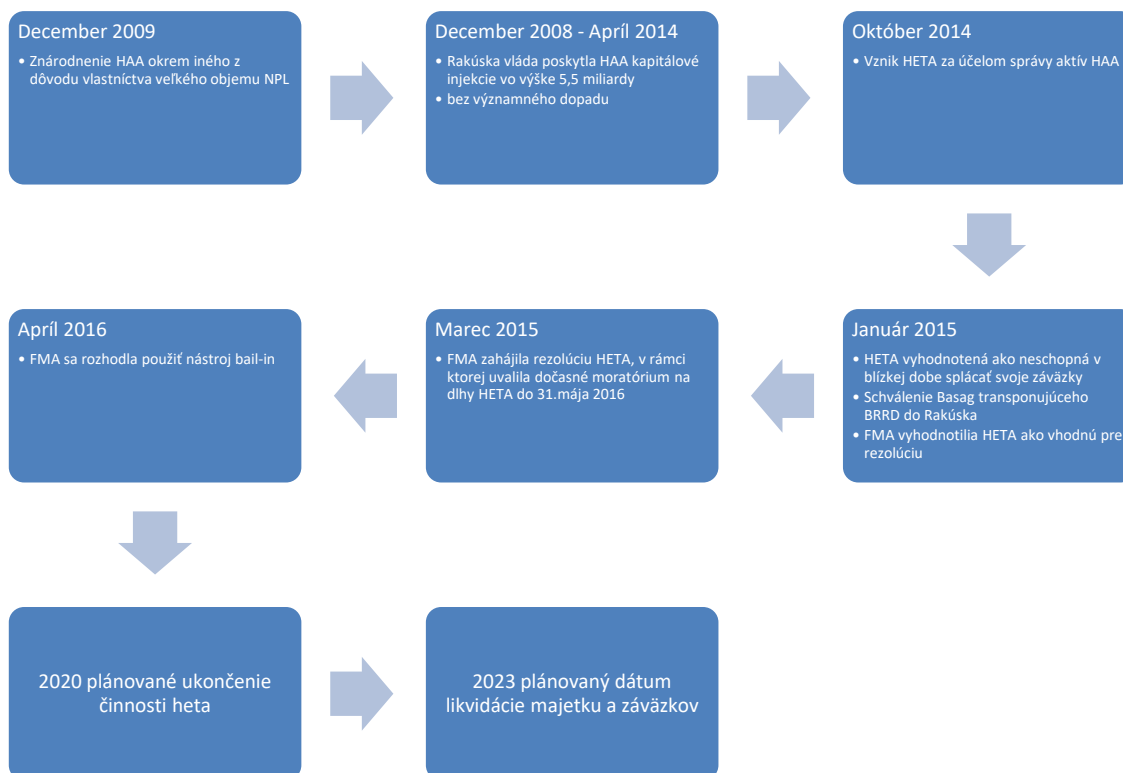 December 2009
• Znárodnenie HAA okrem iného z
dôvodu vlastníctva veľkého objemu NPL
December 2008 - Apríl 2014
• Rakúska vláda poskytla HAA kapitálové
injekcie vo výške 5,5 miliardy
• bez významného dopadu
Október 2014
• Vznik HETA za účelom správy aktív HAA
Január 2015
• HETA vyhodnotená ako neschopná v
blízkej dobe splácať svoje záväzky
• Schválenie Basag transponujúceho
BRRD do Rakúska
• FMA vyhodnotilia HETA ako vhodnú pre
rezolúciu
Marec 2015
• FMA zahájila rezolúciu HETA, v rámci
ktorej uvalila dočasné moratórium na
dlhy HETA do 31.mája 2016
Apríl 2016
• FMA sa rozhodla použiť nástroj bail-in
2020 plánované ukončenie
činnosti heta
2023 plánovaný dátum
likvidácie majetku a záväzkov